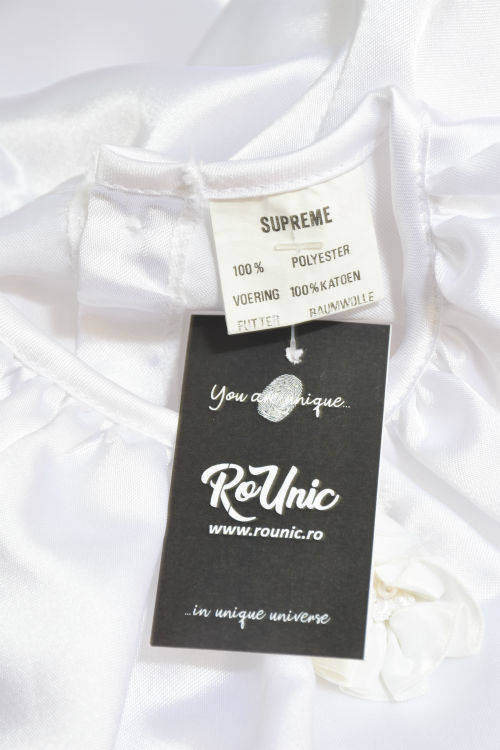 SUPREME
100% POLYESTER
VOERING 100% KATOEN
FUTTER BAUMWOLLE
You are unique...
RoUnic
www.rounic.ro
...in unique universe